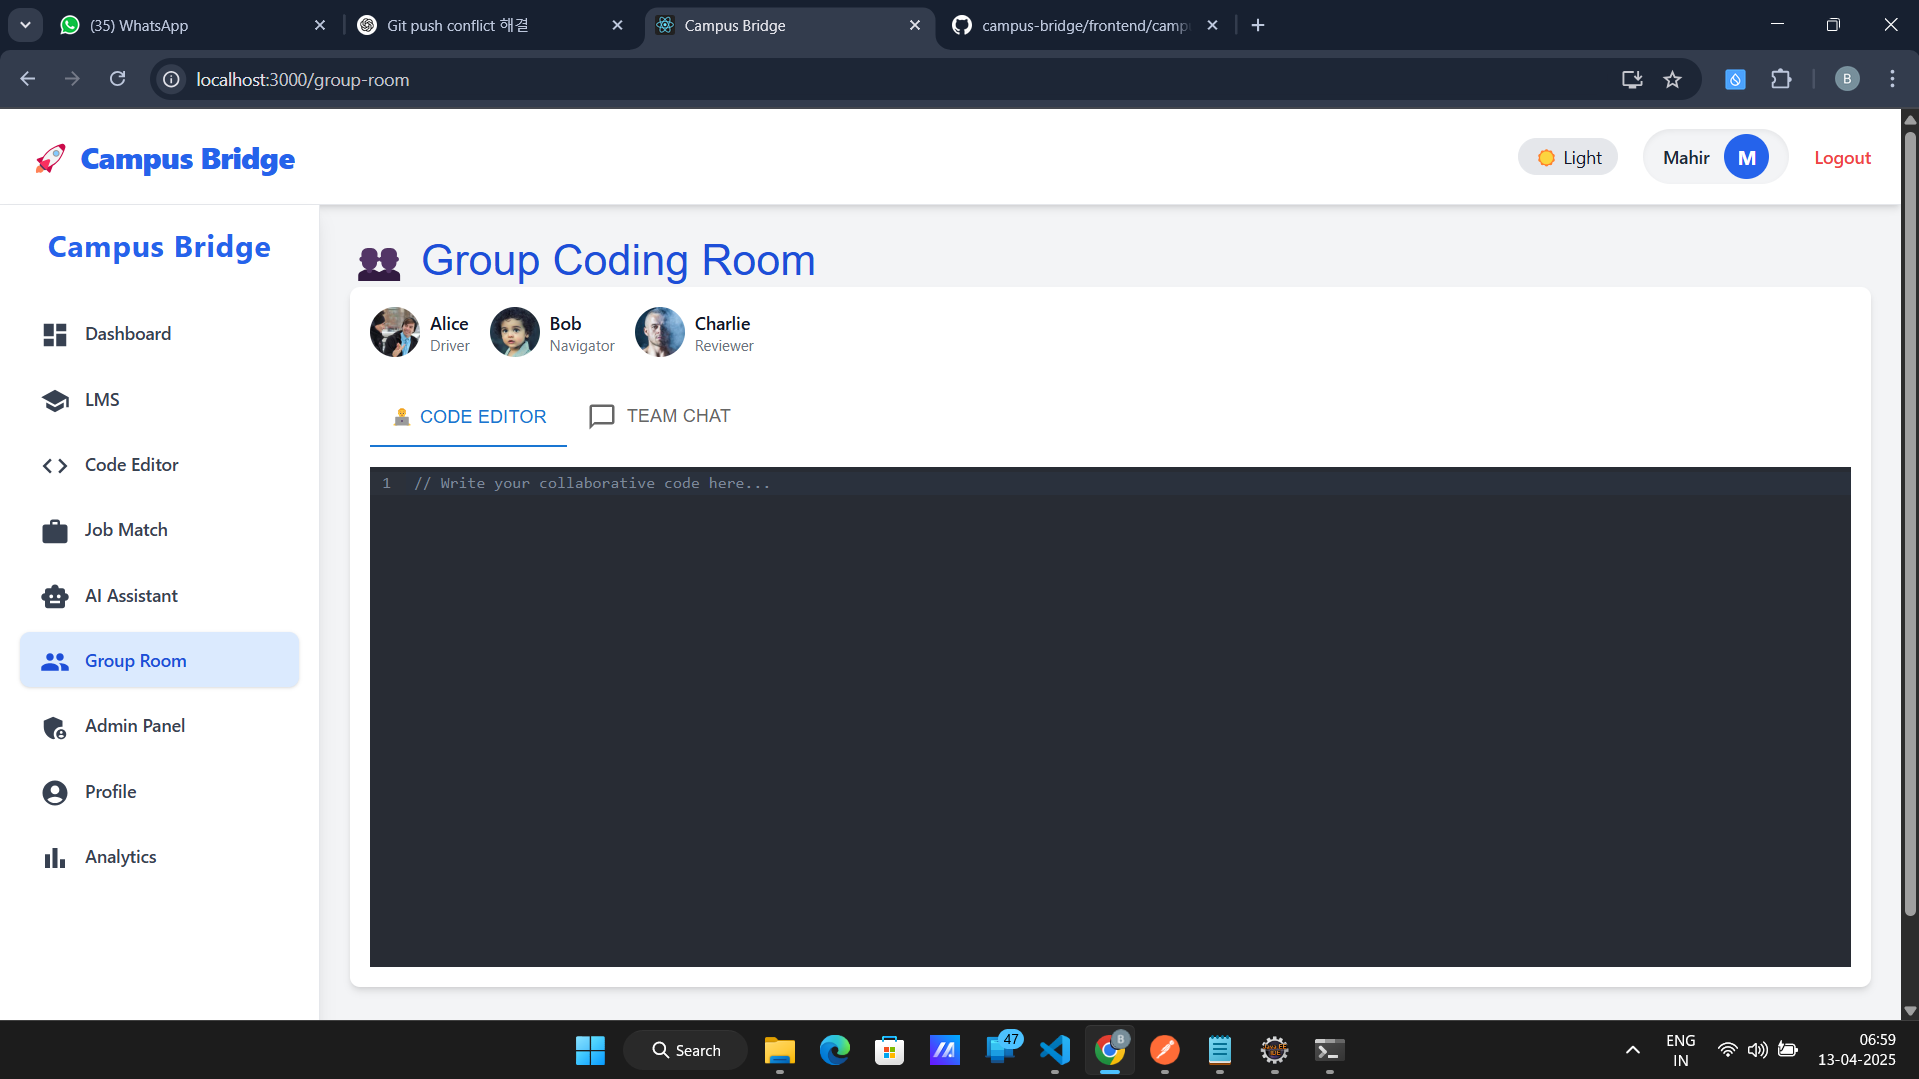 (35) WhatsApp
Git push conflict 해결
Campus Bridge
campus-bridge/frontend/camp
localhost:3000/group-room
B
Campus Bridge
Light
Mahir
M
Logout
Campus Bridge
Dashboard
LMS
Code Editor
Job Match
AI Assistant
Group Room
Admin Panel
Profile
Analytics
Group Coding Room
Alice
Driver
Bob
Navigator
Charlie
Reviewer
CODE EDITOR
TEAM CHAT
1 // Write your collaborative code here...
Search
47
B
ENG
IN
06:59
13-04-2025